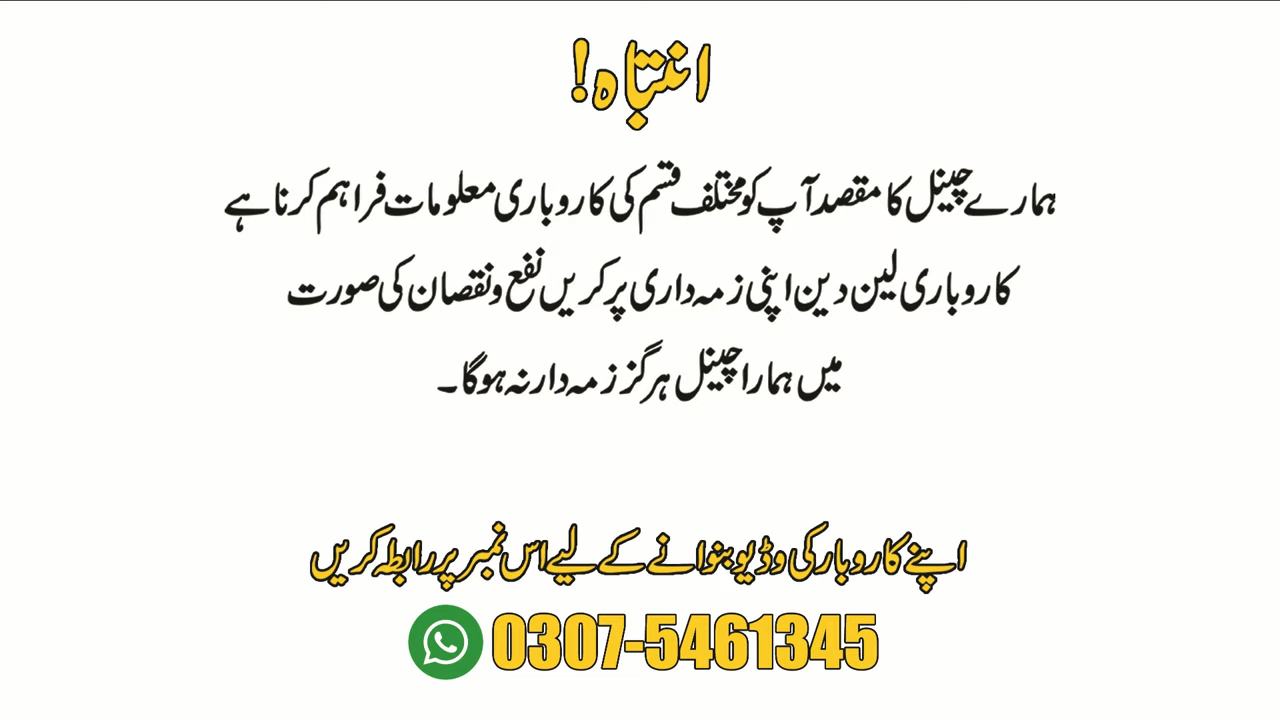 انتباہ!
ہمارے چینل کا مقصد آپ کو مختلف قسم کی کاروباری معلومات فراہم کرنا ہے
کاروباری لین دین اپنی زمہ داری پر کریں نفع و نقصان کی صورت
میں ہمارا چینل ہرگز زمہ دار نہ ہوگا ۔
اپنے کاروبار کی وڈیو بنوانے کے لیے اس نمبر پر رابطہ کریں
0307-5461345